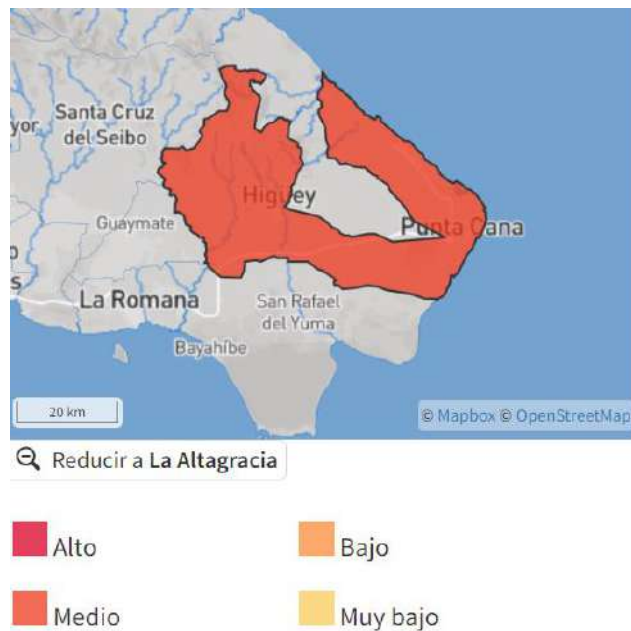 Santa Cruz
del Seibo
yor
Higüey
Guaymate
Punta Cana
La Romana
San Rafael
del Yuma
Bayahíbe
20 km
© Mapbox © OpenStreetMap
Reducir a La Altagracia
Alto
Bajo
Medio
Muy bajo